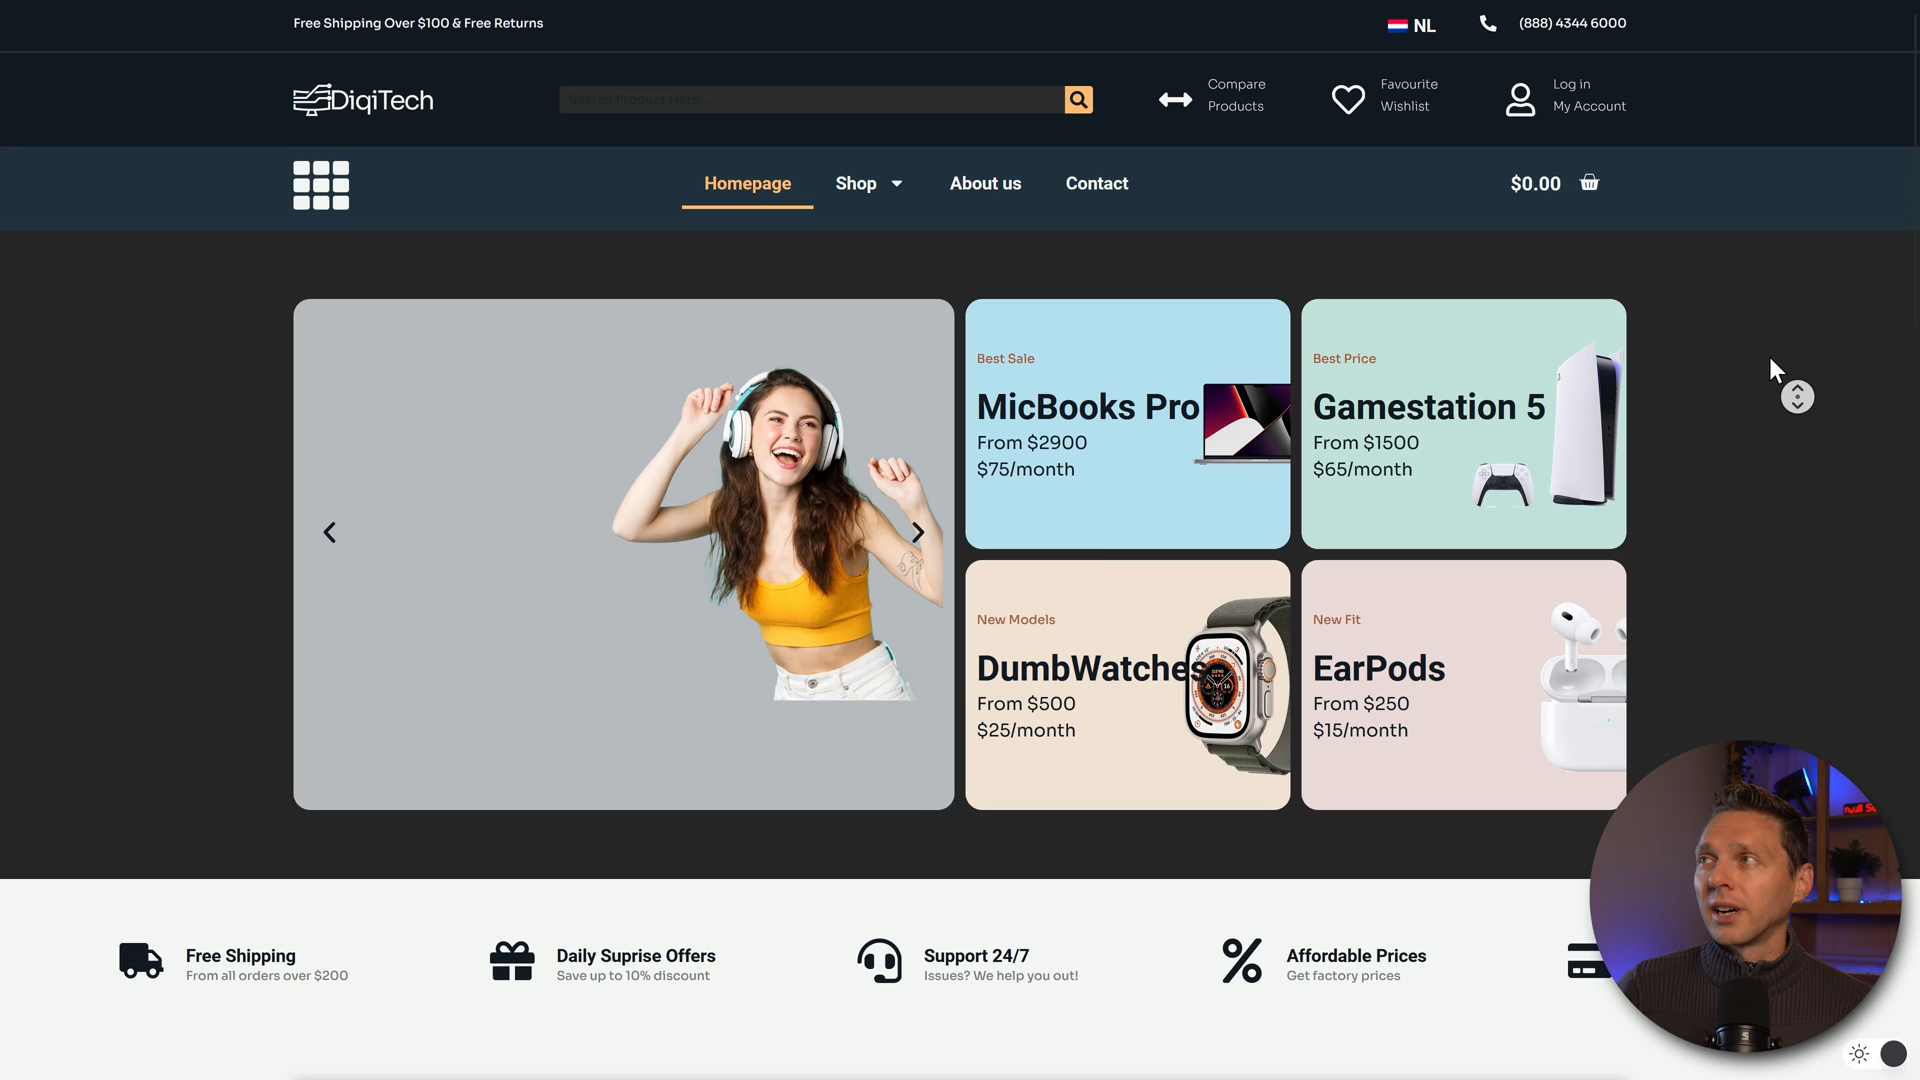 Free Shipping Over $100 & Free Returns
NL
(888) 4344 6000
DiqiTech
Search Product Here...
Compare
Products
Favourite
Wishlist
Log in
My Account
Homepage
Shop
About us
Contact
$0.00
Best Sale
MicBooks Pro
From $2900
$75/month
Best Price
Gamestation 5
From $1500
$65/month
New Models
DumbWatches
From $500
$25/month
New Fit
EarPods
From $250
$15/month
Free Shipping
From all orders over $200
Daily Suprise Offers
Save up to 10% discount
Support 24/7
Issues? We help you out!
Affordable Prices
Get factory prices